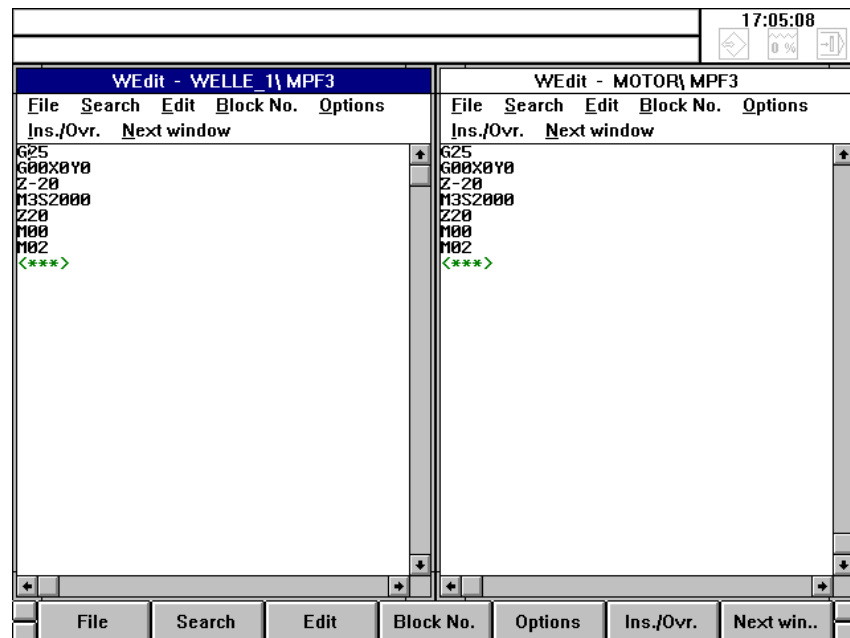 17:05:08
0 %
WEdit - WELLE_1\MPF3
File Search Edit Block No. Options
Ins./Ovr. Next window
G25
G00X0Y0
Z-20
M3S2000
Z20
M00
M02
<***>
WEdit - MOTOR\MPF3
File Search Edit Block No. Options
Ins./Ovr. Next window
G25
G00X0Y0
Z-20
M3S2000
Z20
M00
M02
<***>
File Search Edit Block No. Options Ins./Ovr. Next win..